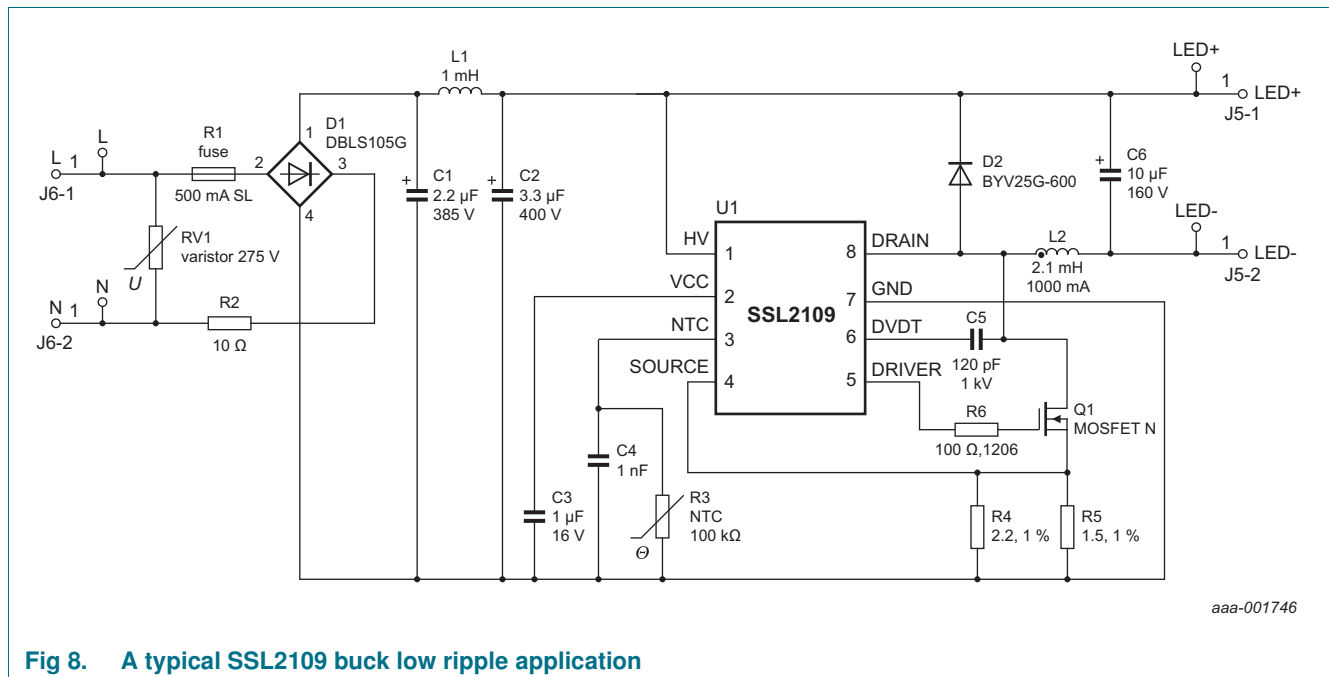 L1
1 mH
LED+
1
LED+
J5-1
L
L
1
J6-1
R1
fuse
500 mA SL
D1
DBLS105G
1
2
3
4
RV1
varistor 275 V
U
N
N
1
J6-2
R2
10 Ω
+
C1
2.2 µF
385 V
+
C2
3.3 µF
400 V
D2
BYV25G-600
+
C6
10 µF
160 V
LED-
1
LED-
J5-2
L2
2.1 mH
1000 mA
U1
SSL2109
HV
1
VCC
2
NTC
3
SOURCE
4
DRAIN
8
GND
7
DVDT
6
DRIVER
5
C5
120 pF
1 kV
R6
100 Ω,1206
Q1
MOSFET N
C4
1 nF
C3
1 µF
16 V
R3
NTC
100 kΩ
Θ
R4
2.2, 1 %
R5
1.5, 1 %
aaa-001746
Fig 8. A typical SSL2109 buck low ripple application